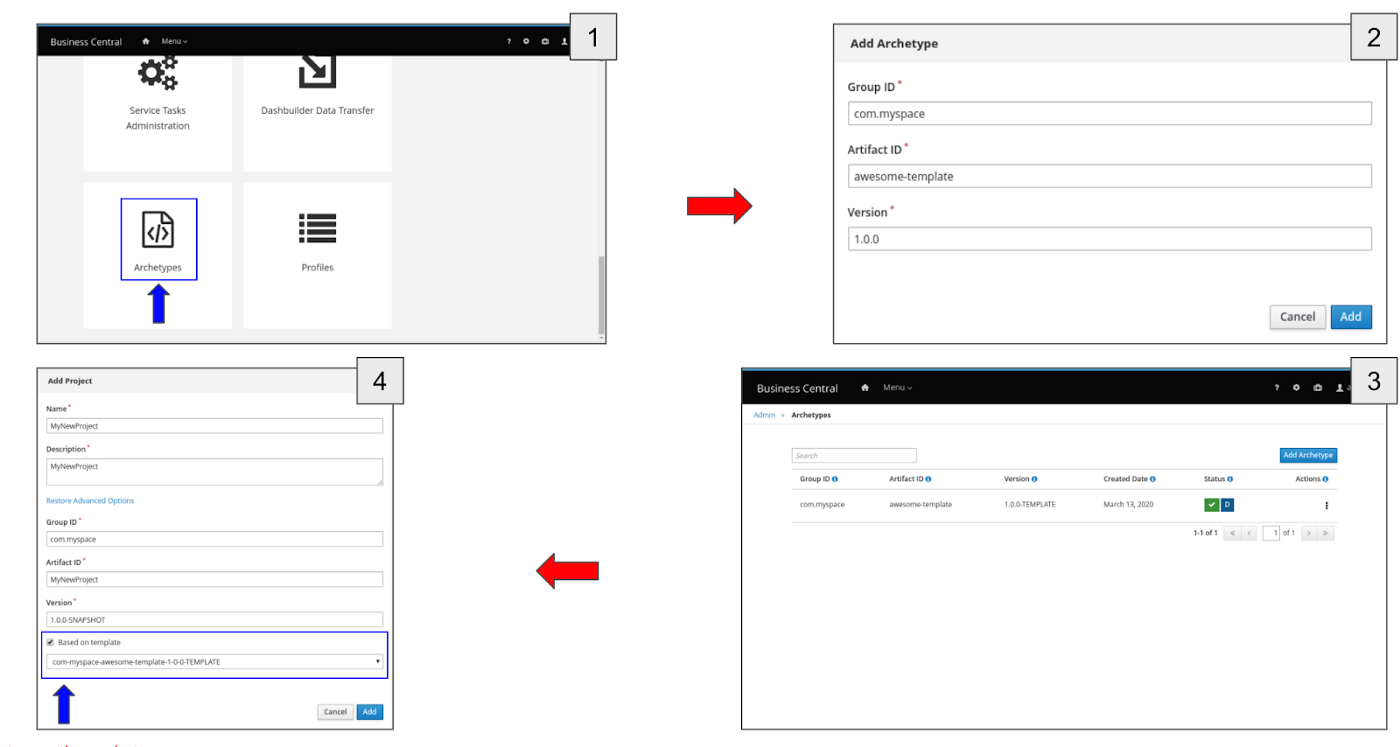 Business Central Menu ? 1
Service Tasks
Administration
Dashbuilder Data Transfer
Archetypes
Profiles
Add Archetype 2
Group ID *
com.myspace
Artifact ID *
awesome-template
Version *
1.0.0
Cancel Add
Business Central Menu ? 3
Admin » Archetypes
Search Add Archetype
Group ID Artifact ID Version Created Date Status Actions
com.myspace awesome-template 1.0.0-TEMPLATE March 13, 2020 D
1-1 of 1 « < 1 of 1 > »
Add Project 4
Name *
MyNewProject
Description *
MyNewProject
Restore Advanced Options
Group ID *
com.myspace
Artifact ID *
MyNewProject
Version *
1.0.0-SNAPSHOT
Based on template
com-myspace-awesome-template-1-0-0-TEMPLATE
Cancel Add